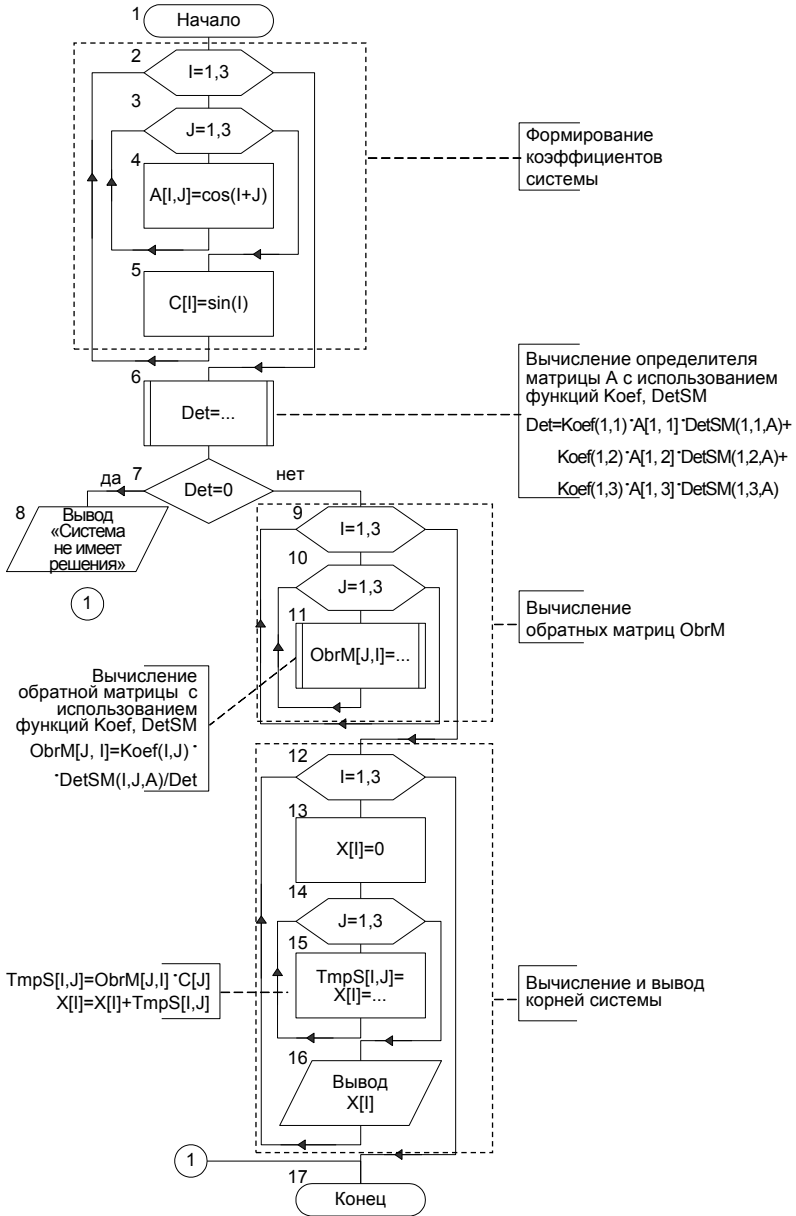 1
Начало
2
I=1,3
3
J=1,3
4
A[I,J]=cos(I+J)
5
C[I]=sin(I)
Формирование
коэффициентов
системы
6
Det=...
Вычисление определителя
матрицы А с использованием
функций Koef, DetSM
Det=Koef(1,1)*A[1, 1]*DetSM(1,1,A)+
Koef(1,2)*A[1, 2]*DetSM(1,2,A)+
Koef(1,3)*A[1, 3]*DetSM(1,3,A)
да
7
нет
Det=0
8
Вывод
«Система
не имеет
решения»
1
9
I=1,3
10
J=1,3
11
ObrM[J,I]=...
Вычисление
обратных матриц ObrM
Вычисление
обратной матрицы с
использованием
функций Koef, DetSM
ObrM[J, I]=Koef(I,J)*
*DetSM(I,J,A)/Det
12
I=1,3
13
X[I]=0
14
J=1,3
15
TmpS[I,J]=
X[I]=...
TmpS[I,J]=ObrM[J,I]*C[J]
X[I]=X[I]+TmpS[I,J]
Вычисление и вывод
корней системы
16
Вывод
X[I]
1
17
Конец